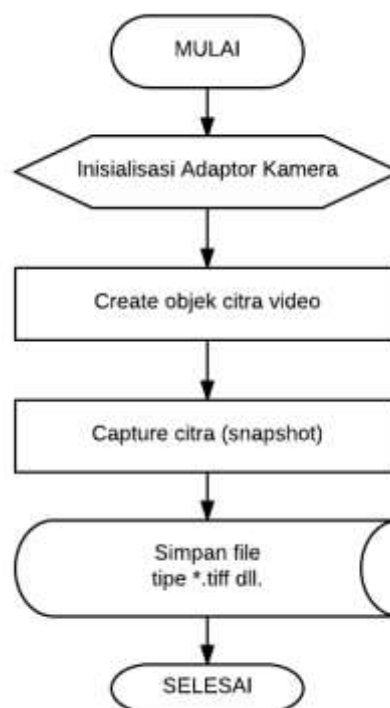 MULAI
Inisialisasi Adaptor Kamera
Create objek citra video
Capture citra (snapshot)
Simpan file
tipe *.tiff dll.
SELESAI